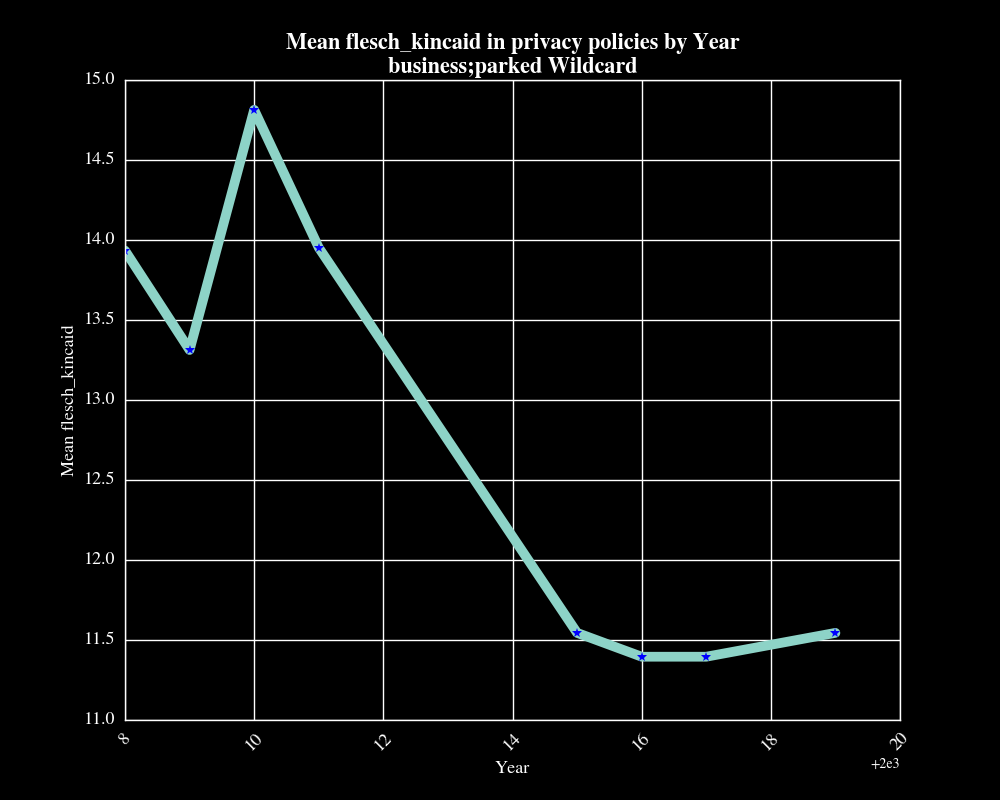 Mean flesch_kincaid in privacy policies by Year
business;parked Wildcard
15.0
14.5
14.0
13.5
13.0
12.5
12.0
11.5
11.0
Mean flesch_kincaid
8 10 12 14 16 18 20
Year
+2e3